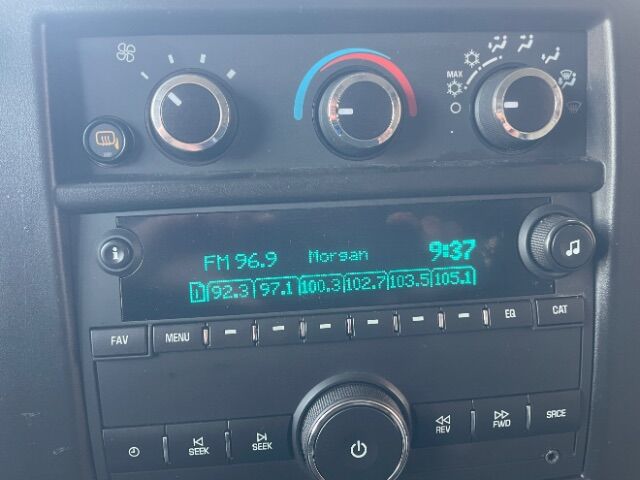 MAX
i
FM 96.9 Morgan 9:37
1 92.3 97.1 100.3 102.7 103.5 105.1
FAV MENU EQ CAT
SEEK SEEK REV FWD SRCE